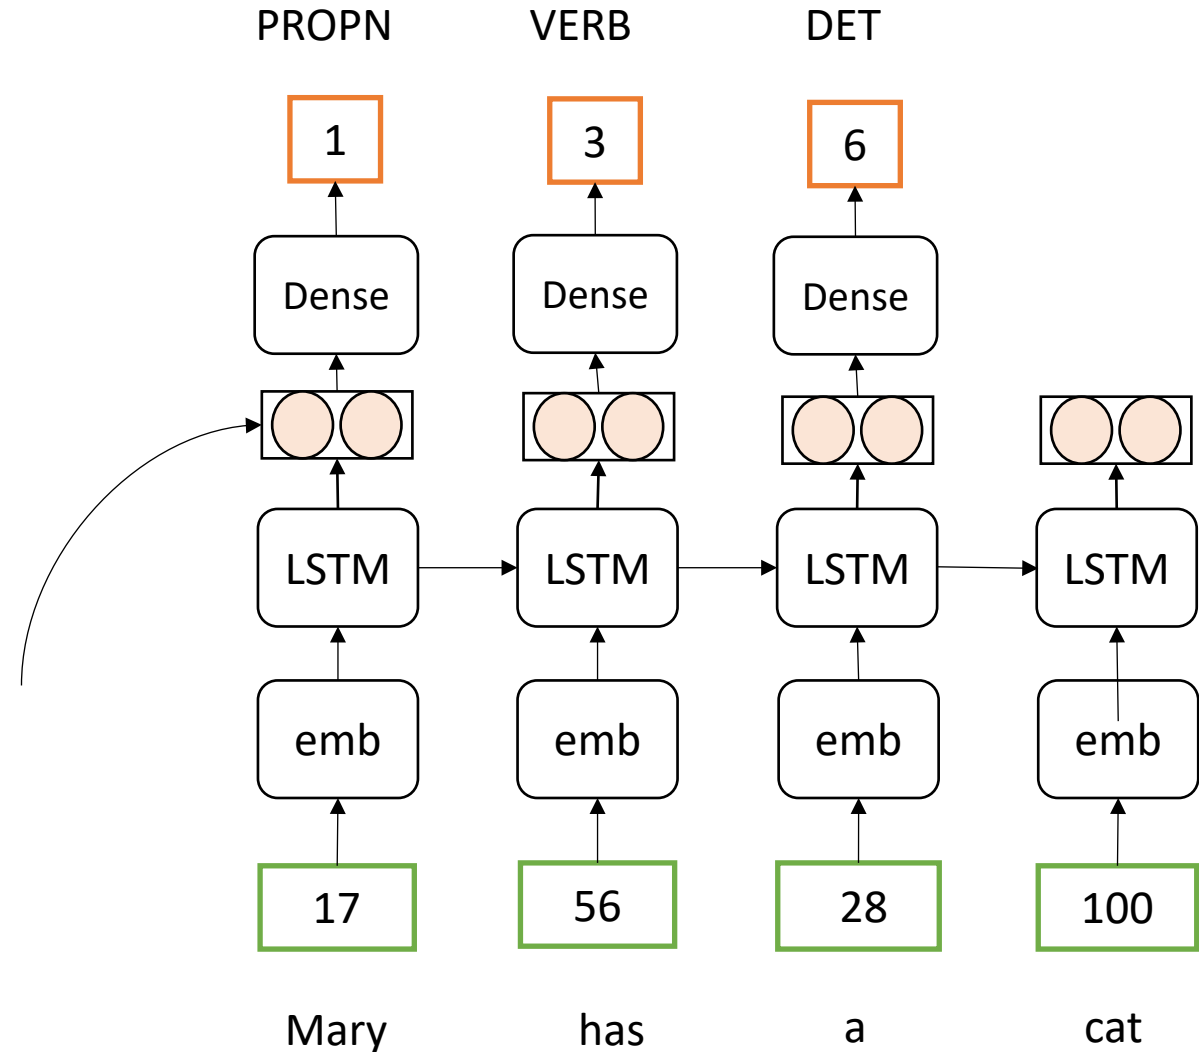 PROPN VERB DET
1 3 6
Dense Dense Dense
LSTM LSTM LSTM LSTM
emb emb emb emb
17 56 28 100
Mary has a cat